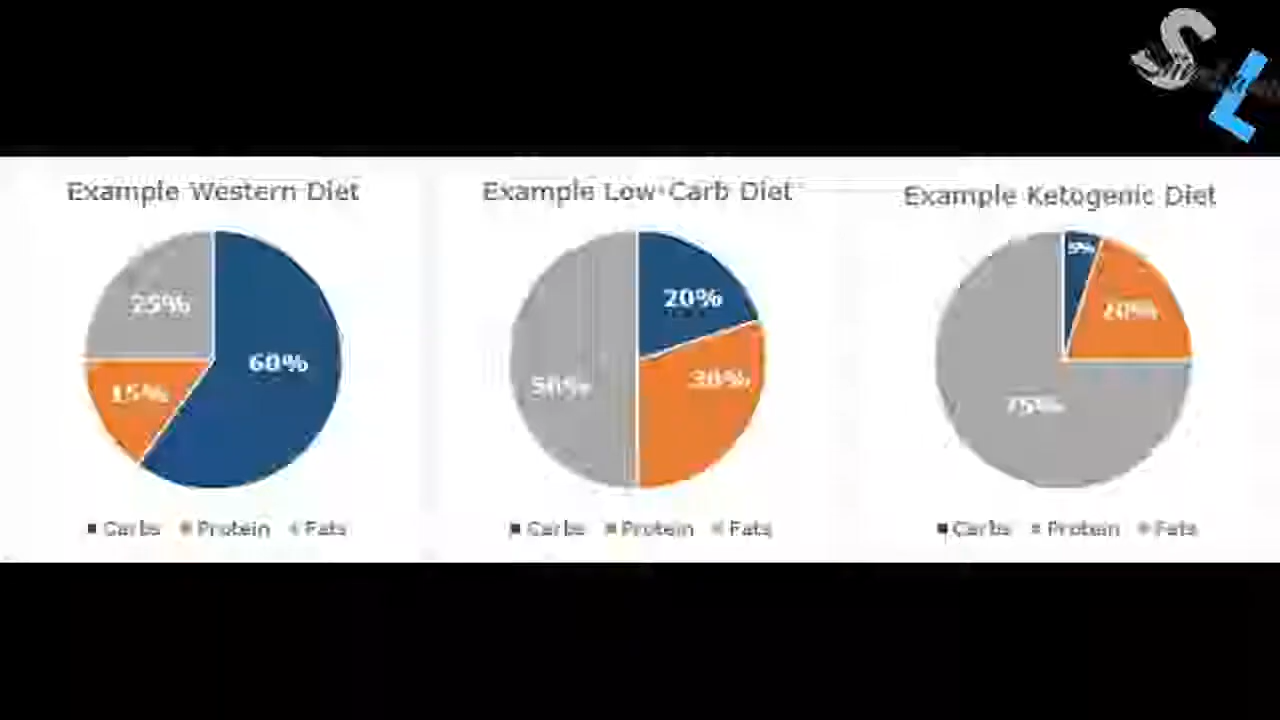 Example Western Diet
25%
60%
15%
Carbs Protein Fats
Example Low-Carb Diet
20%
50%
30%
Carbs Protein Fats
Example Ketogenic Diet
5%
20%
75%
Carbs Protein Fats
S
L